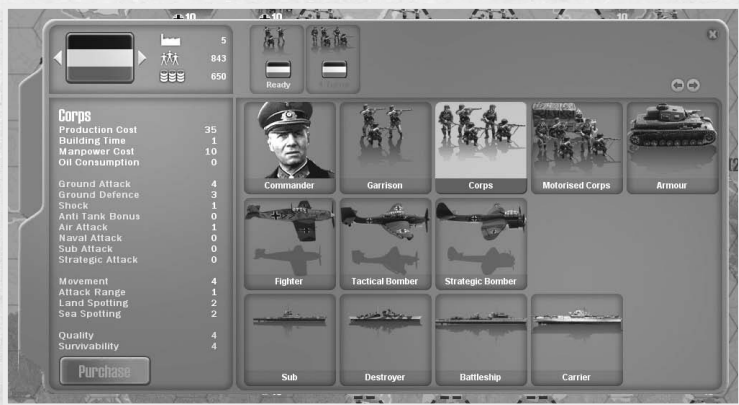 10
10
5
843
650
Ready
Corps
Production Cost 35
Building Time 1
Manpower Cost 10
Oil Consumption 0
Ground Attack 4
Ground Defence 3
Shock 1
Anti Tank Bonus 0
Air Attack 1
Naval Attack 0
Sub Attack 0
Strategic Attack 0
Movement 4
Attack Range 1
Land Spotting 2
Sea Spotting 2
Quality 4
Survivability 4
Purchase
Commander Garrison Corps Motorised Corps Armour
Fighter Tactical Bomber Strategic Bomber
Sub Destroyer Battleship Carrier